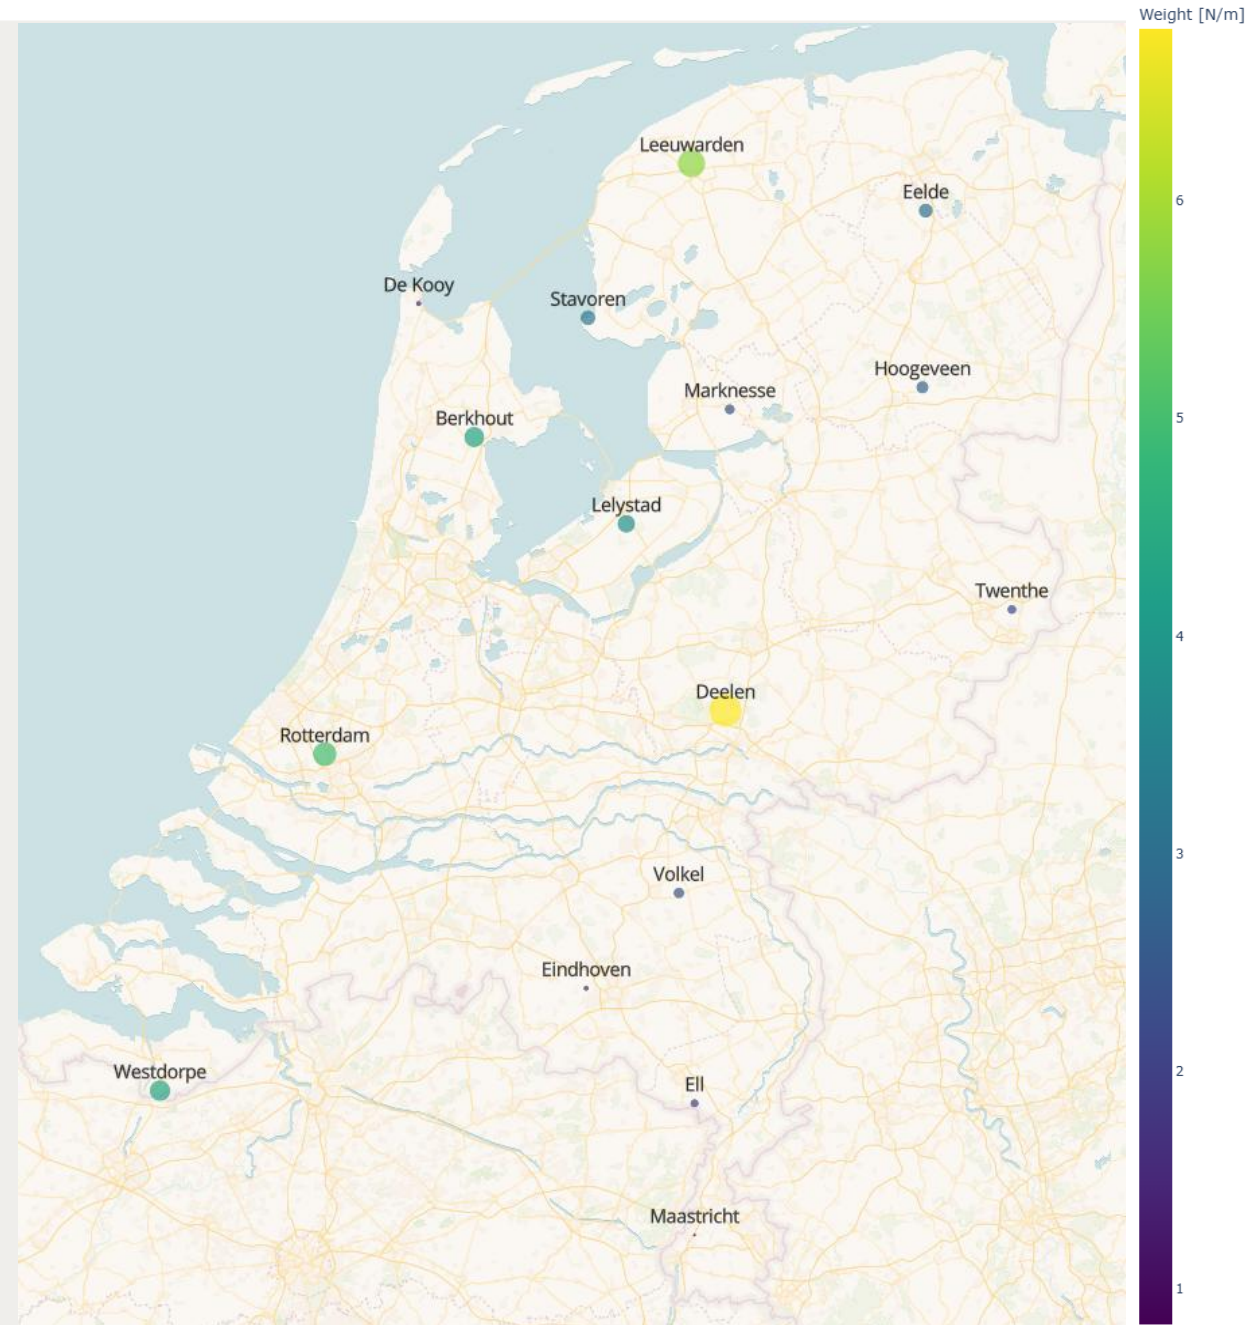 Weight [N/m]
Leeuwarden
Eelde
6
De Kooy
Stavoren
Hoogeveen
Marknesse
Berkhout
5
Lelystad
Twenthe
4
Deelen
Rotterdam
3
Volkel
Eindhoven
Westdorpe
2
Ell
Maastricht
1